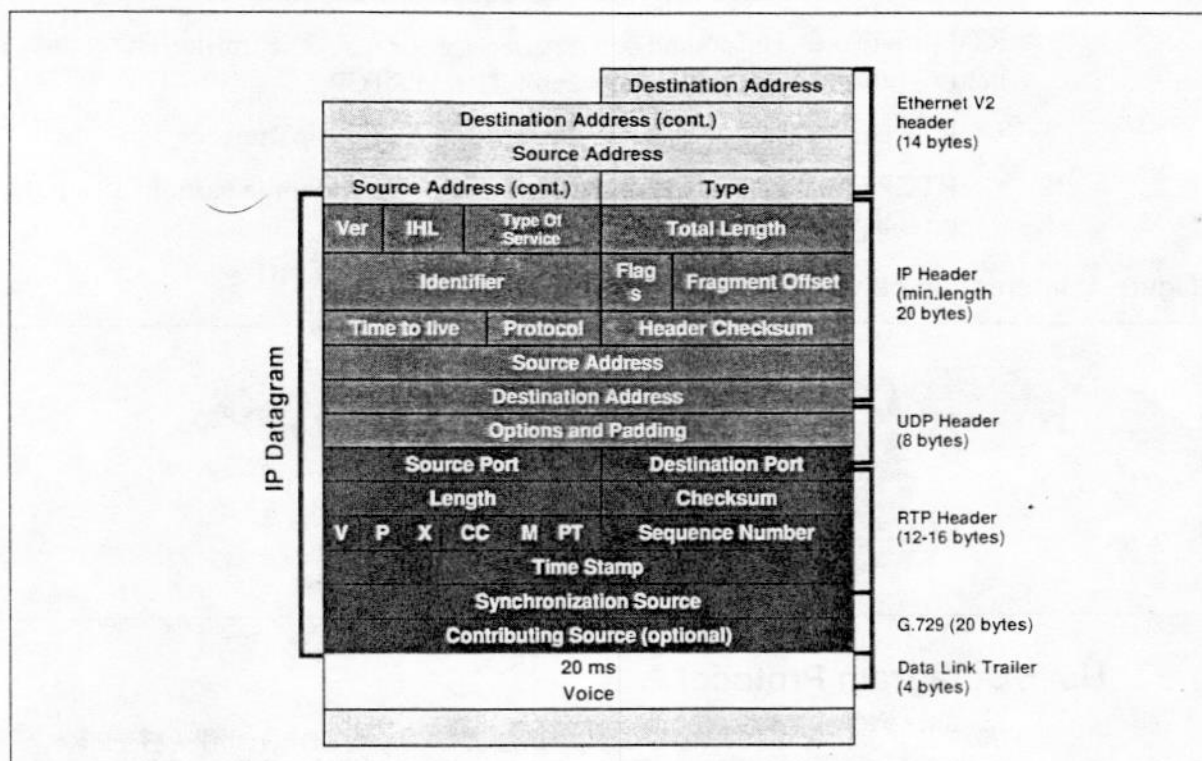 Destination Address
Destination Address (cont.)
Source Address
Source Address (cont.) Type
Ver IHL Type Of Service Total Length
Identifier Flag s Fragment Offset
Time to live Protocol Header Checksum
Source Address
Destination Address
Options and Padding
Source Port Destination Port
Length Checksum
V P X CC M PT Sequence Number
Time Stamp
Synchronization Source
Contributing Source (optional)
20 ms
Voice
IP Datagram
Ethernet V2
header
(14 bytes)
IP Header
(min.length
20 bytes)
UDP Header
(8 bytes)
RTP Header
(12-16 bytes)
G.729 (20 bytes)
Data Link Trailer
(4 bytes)